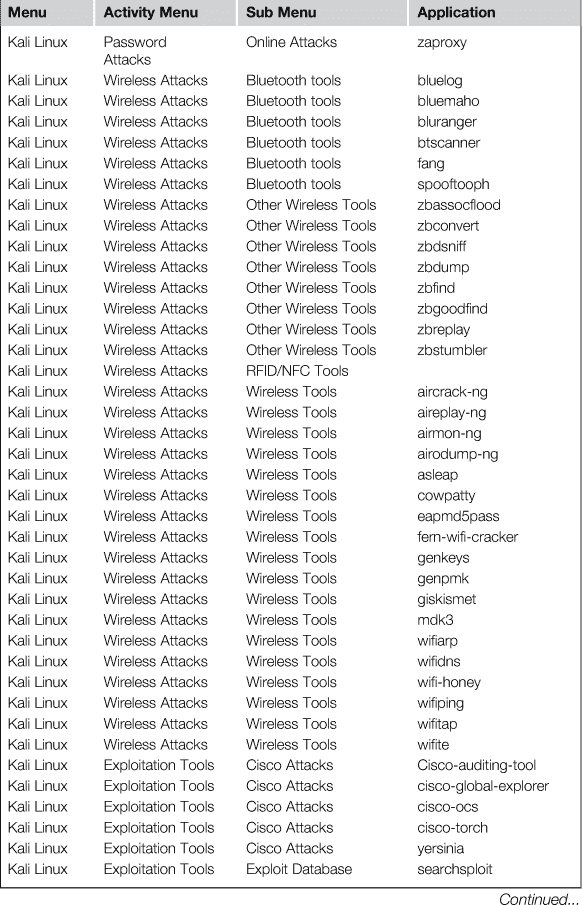 Menu Activity Menu Sub Menu Application
Kali Linux Password Online Attacks zaproxy
Attacks
Kali Linux Wireless Attacks Bluetooth tools bluelog
Kali Linux Wireless Attacks Bluetooth tools bluemaho
Kali Linux Wireless Attacks Bluetooth tools bluranger
Kali Linux Wireless Attacks Bluetooth tools btscanner
Kali Linux Wireless Attacks Bluetooth tools fang
Kali Linux Wireless Attacks Bluetooth tools spooftooph
Kali Linux Wireless Attacks Other Wireless Tools zbassocflood
Kali Linux Wireless Attacks Other Wireless Tools zbconvert
Kali Linux Wireless Attacks Other Wireless Tools zbdsniff
Kali Linux Wireless Attacks Other Wireless Tools zbdump
Kali Linux Wireless Attacks Other Wireless Tools zbfind
Kali Linux Wireless Attacks Other Wireless Tools zbgoodfind
Kali Linux Wireless Attacks Other Wireless Tools zbreplay
Kali Linux Wireless Attacks Other Wireless Tools zbstumbler
Kali Linux Wireless Attacks RFID/NFC Tools
Kali Linux Wireless Attacks Wireless Tools aircrack-ng
Kali Linux Wireless Attacks Wireless Tools aireplay-ng
Kali Linux Wireless Attacks Wireless Tools airmon-ng
Kali Linux Wireless Attacks Wireless Tools airodump-ng
Kali Linux Wireless Attacks Wireless Tools asleap
Kali Linux Wireless Attacks Wireless Tools cowpatty
Kali Linux Wireless Attacks Wireless Tools eapmd5pass
Kali Linux Wireless Attacks Wireless Tools fern-wifi-cracker
Kali Linux Wireless Attacks Wireless Tools genkeys
Kali Linux Wireless Attacks Wireless Tools genpmk
Kali Linux Wireless Attacks Wireless Tools giskismet
Kali Linux Wireless Attacks Wireless Tools mdk3
Kali Linux Wireless Attacks Wireless Tools wifiarp
Kali Linux Wireless Attacks Wireless Tools wifidns
Kali Linux Wireless Attacks Wireless Tools wifi-honey
Kali Linux Wireless Attacks Wireless Tools wifiping
Kali Linux Wireless Attacks Wireless Tools wifitap
Kali Linux Wireless Attacks Wireless Tools wifite
Kali Linux Exploitation Tools Cisco Attacks Cisco-auditing-tool
Kali Linux Exploitation Tools Cisco Attacks cisco-global-explorer
Kali Linux Exploitation Tools Cisco Attacks cisco-ocs
Kali Linux Exploitation Tools Cisco Attacks cisco-torch
Kali Linux Exploitation Tools Cisco Attacks yersinia
Kali Linux Exploitation Tools Exploit Database searchsploit
Continued...